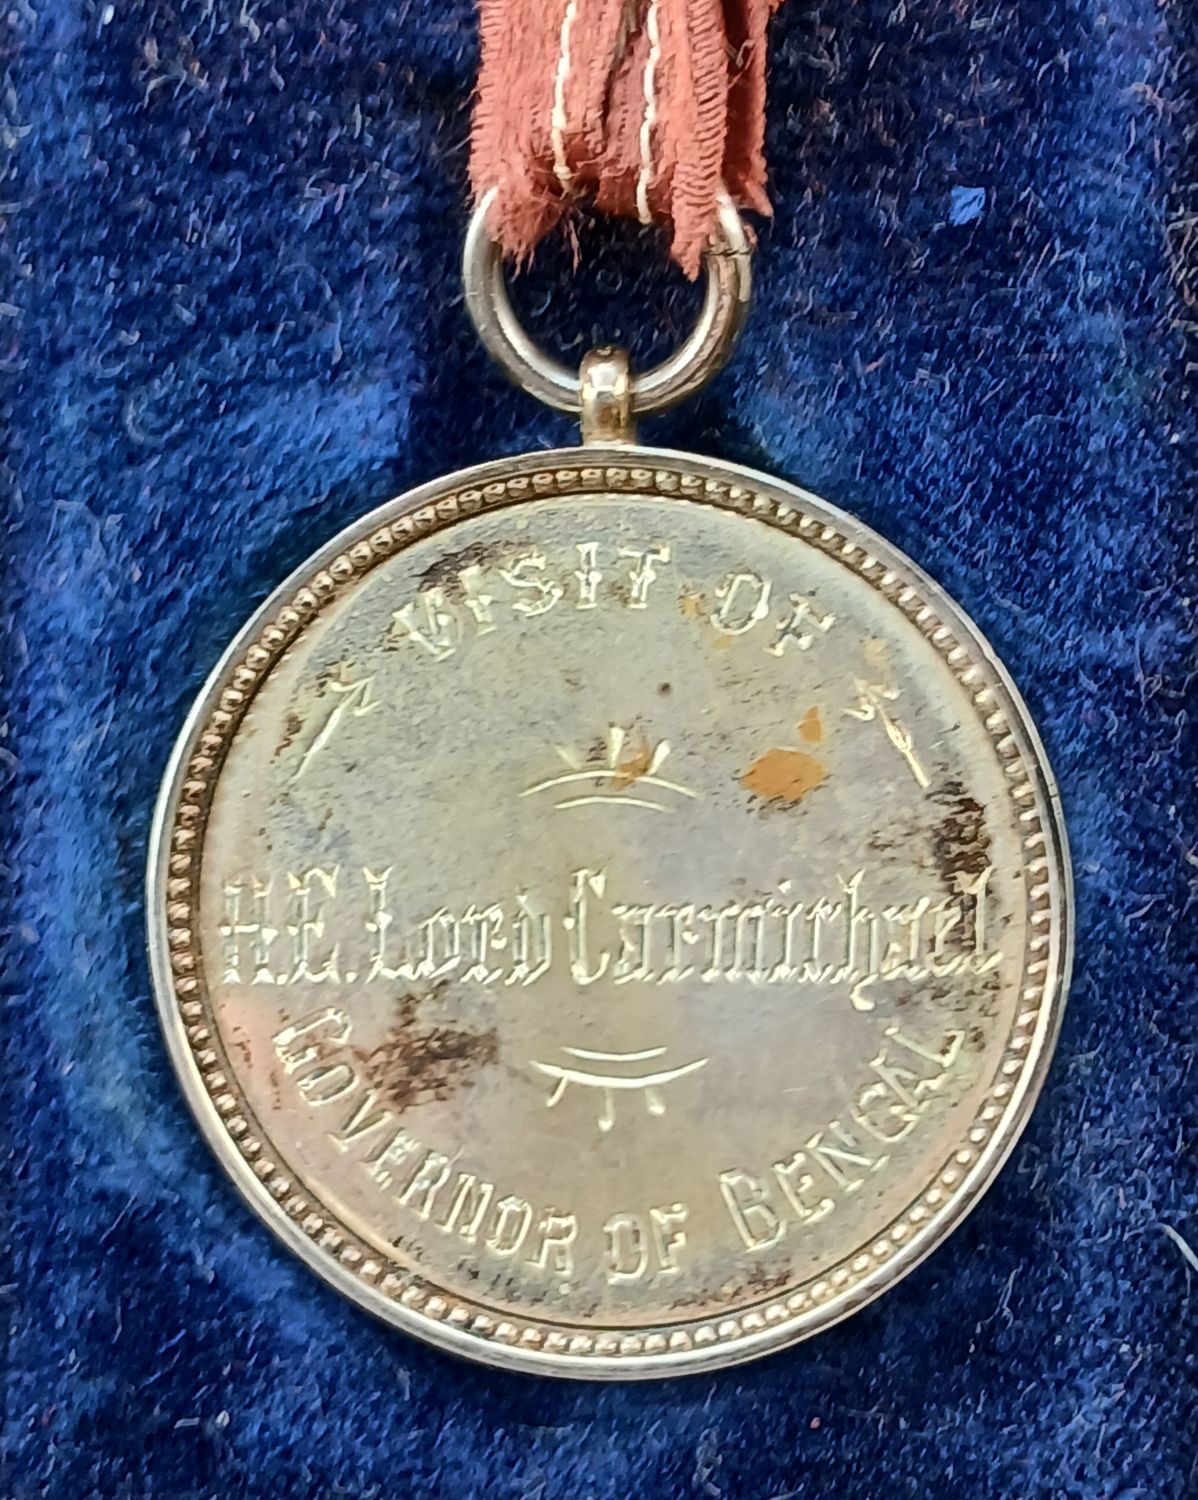 VISIT OF
H.E. Lord Carmichael
GOVERNOR OF BENGAL